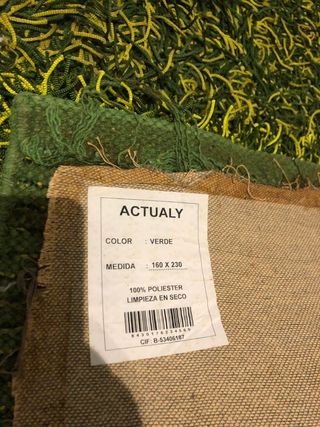 ACTUALY
COLOR : VERDE
MEDIDA : 160 X 230
100% POLIESTER
LIMPIEZA EN SECO
CIF: B-53406187